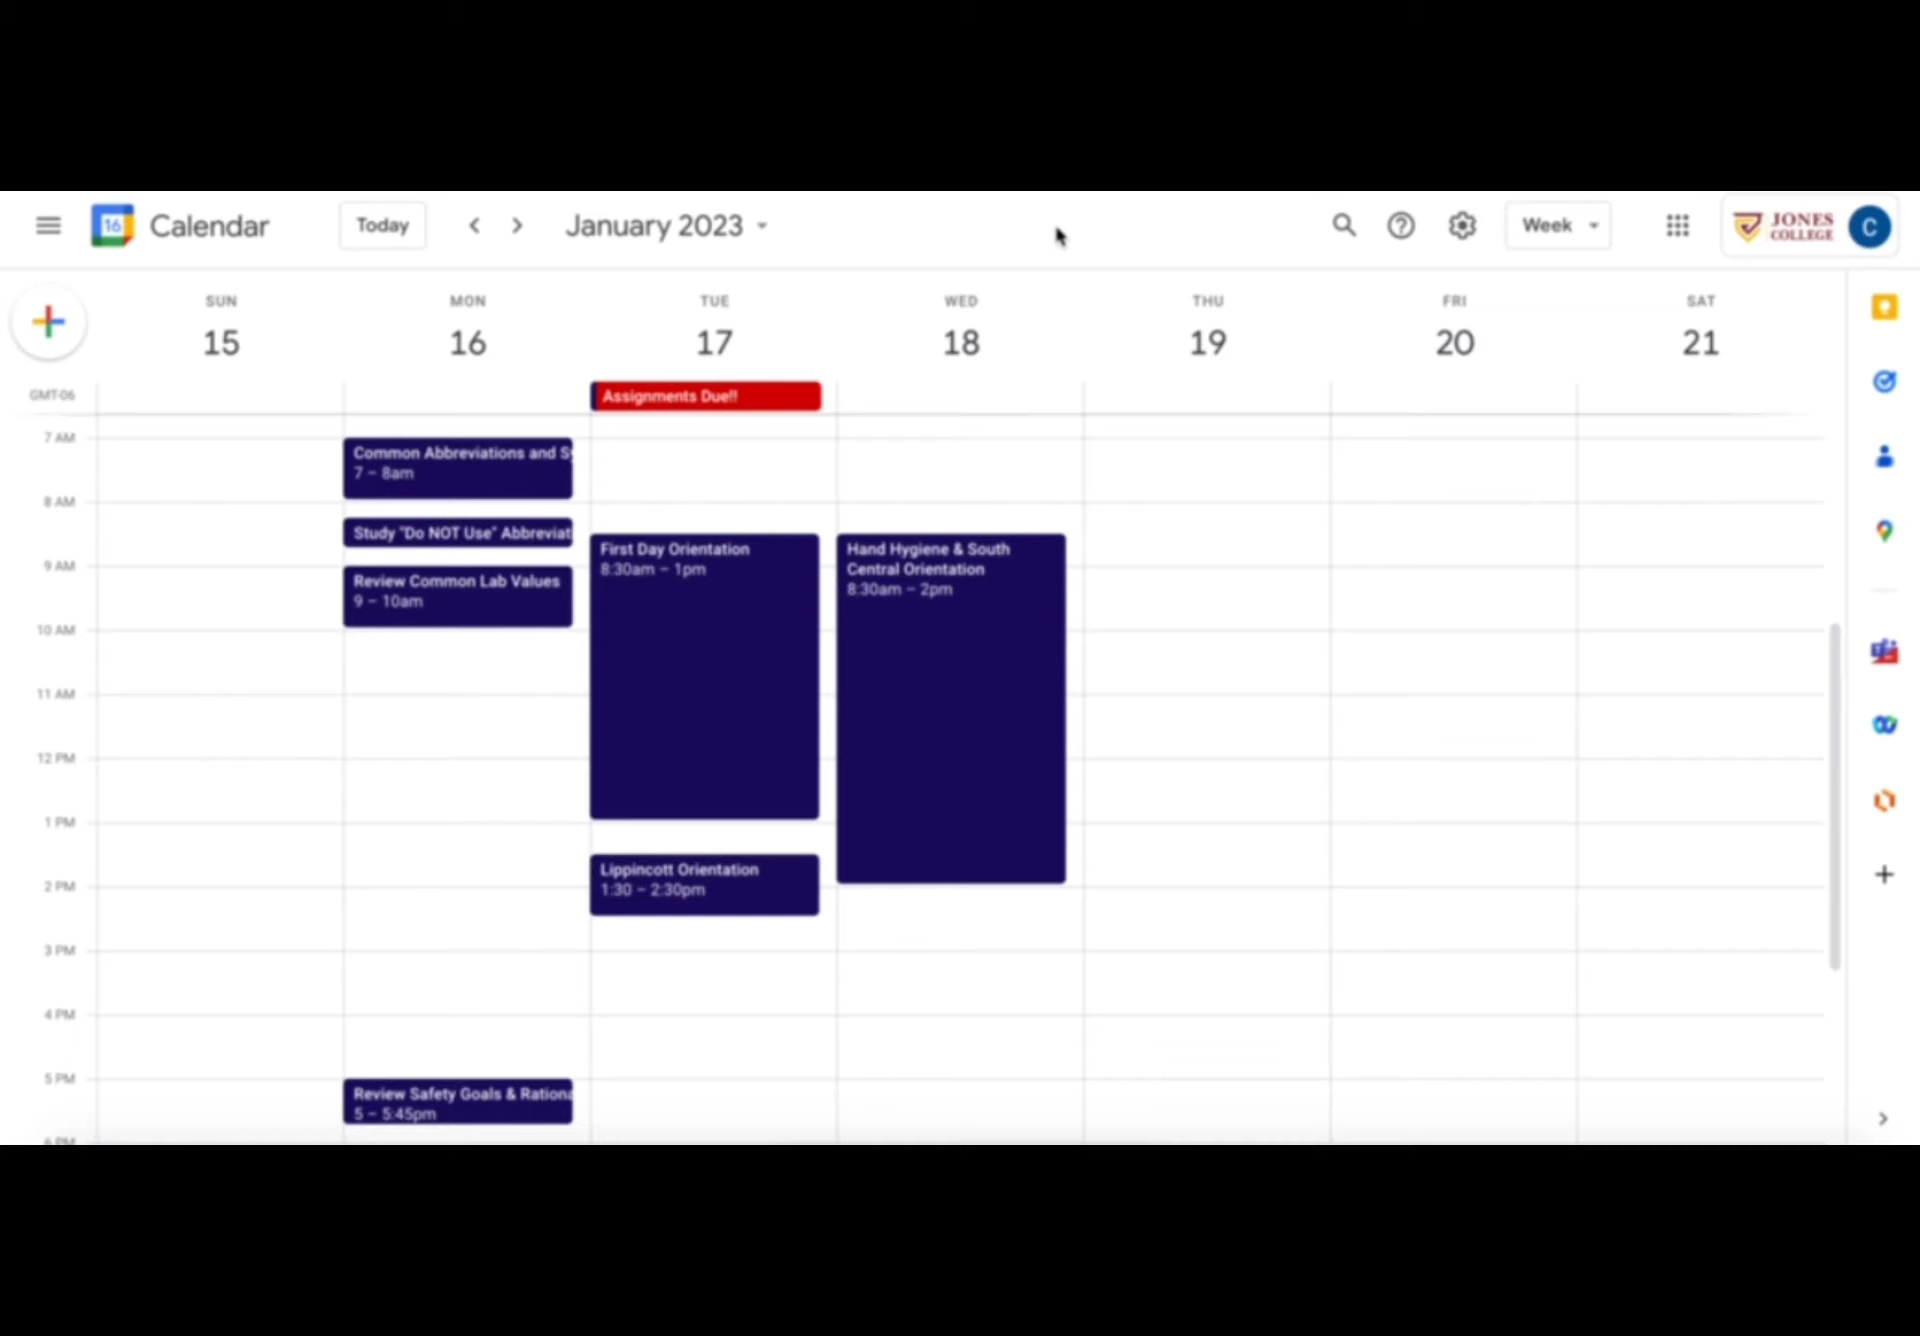 16 Calendar Today January 2023 Week JONES COLLEGE C
SUN MON TUE WED THU FRI SAT
15 16 17 18 19 20 21
GMT-06
Assignments Due!!
7 AM
8 AM
9 AM
10 AM
11 AM
12 PM
1 PM
2 PM
3 PM
4 PM
5 PM
6 PM
Common Abbreviations and
7 – 8am
Study "Do NOT Use"
Review Common Lab Values
9 – 10am
Review Safety Goals &
5 – 5:45pm
First Day Orientation
8:30am – 1pm
Lippincott Orientation
1:30 – 2:30pm
Hand Hygiene & South
Central Orientation
8:30am – 2pm